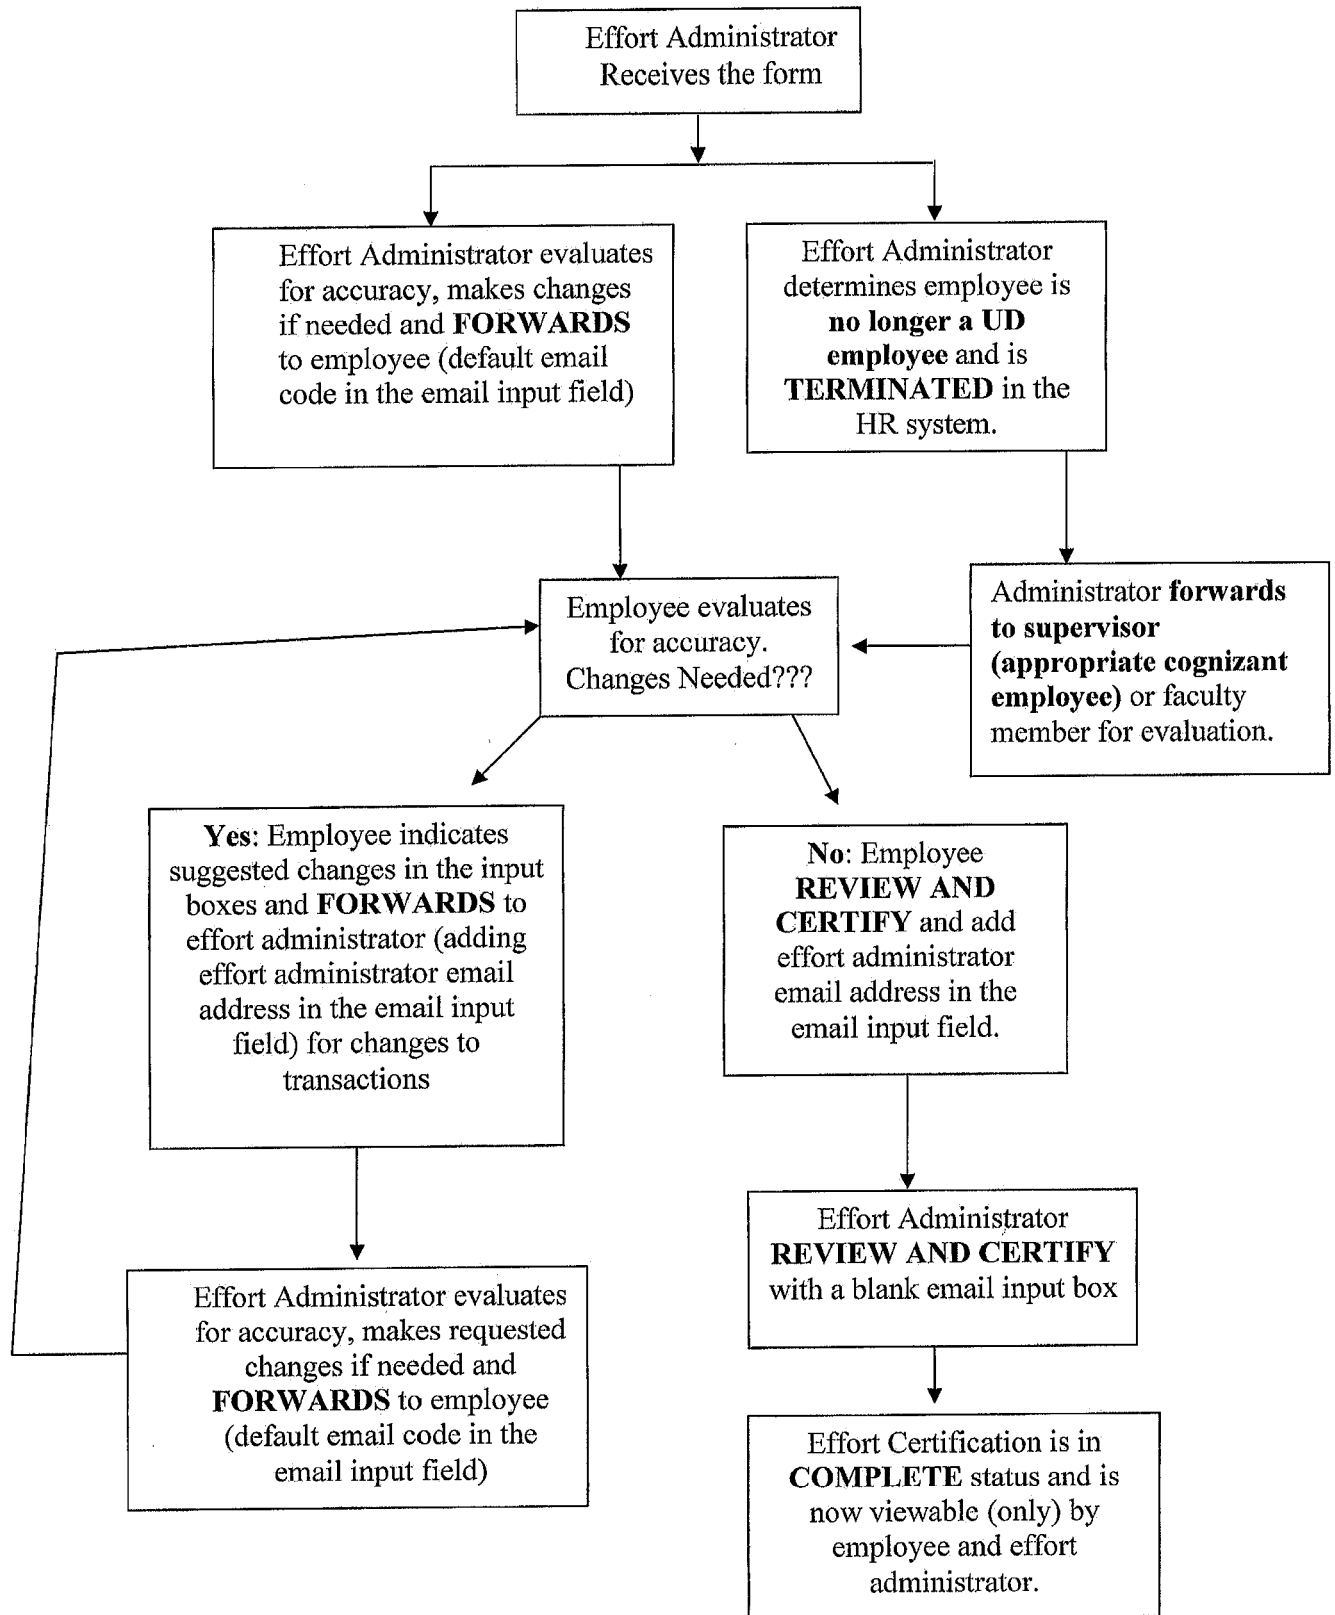 Effort Administrator
Receives the form
Effort Administrator evaluates
for accuracy, makes changes
if needed and FORWARDS
to employee (default email
code in the email input field)
Effort Administrator
determines employee is
no longer a UD
employee and is
TERMINATED in the
HR system.
Employee evaluates
for accuracy.
Changes Needed???
Administrator forwards
to supervisor
(appropriate cognizant
employee) or faculty
member for evaluation.
Yes: Employee indicates
suggested changes in the input
boxes and FORWARDS to
effort administrator (adding
effort administrator email
address in the email input
field) for changes to
transactions
No: Employee
REVIEW AND
CERTIFY and add
effort administrator
email address in the
email input field.
Effort Administrator
REVIEW AND CERTIFY
with a blank email input box
Effort Administrator evaluates
for accuracy, makes requested
changes if needed and
FORWARDS to employee
(default email code in the
email input field)
Effort Certification is in
COMPLETE status and is
now viewable (only) by
employee and effort
administrator.